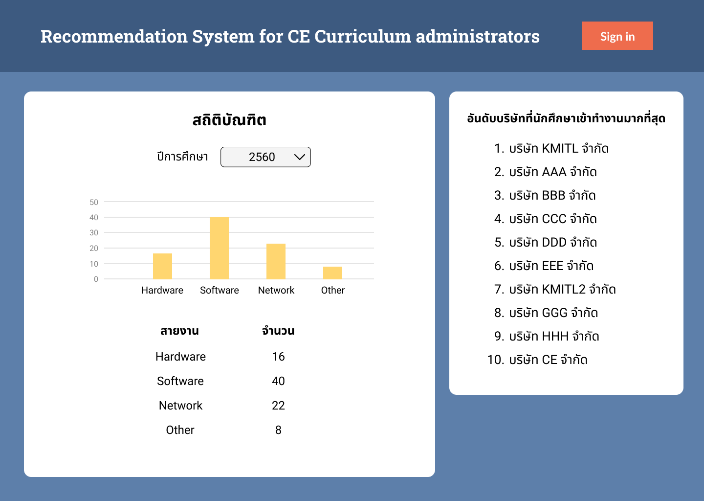 Recommendation System for CE Curriculum administrators
Sign in
สถิติบัณฑิต
ปีการศึกษา 2560
50
40
30
20
10
0
Hardware Software Network Other
สายงาน จำนวน
Hardware 16
Software 40
Network 22
Other 8
อันดับบริษัทที่นักศึกษาเข้าทำงานมากที่สุด
1. บริษัท KMITL จำกัด
2. บริษัท AAA จำกัด
3. บริษัท BBB จำกัด
4. บริษัท CCC จำกัด
5. บริษัท DDD จำกัด
6. บริษัท EEE จำกัด
7. บริษัท KMITL2 จำกัด
8. บริษัท GGG จำกัด
9. บริษัท HHH จำกัด
10. บริษัท CE จำกัด